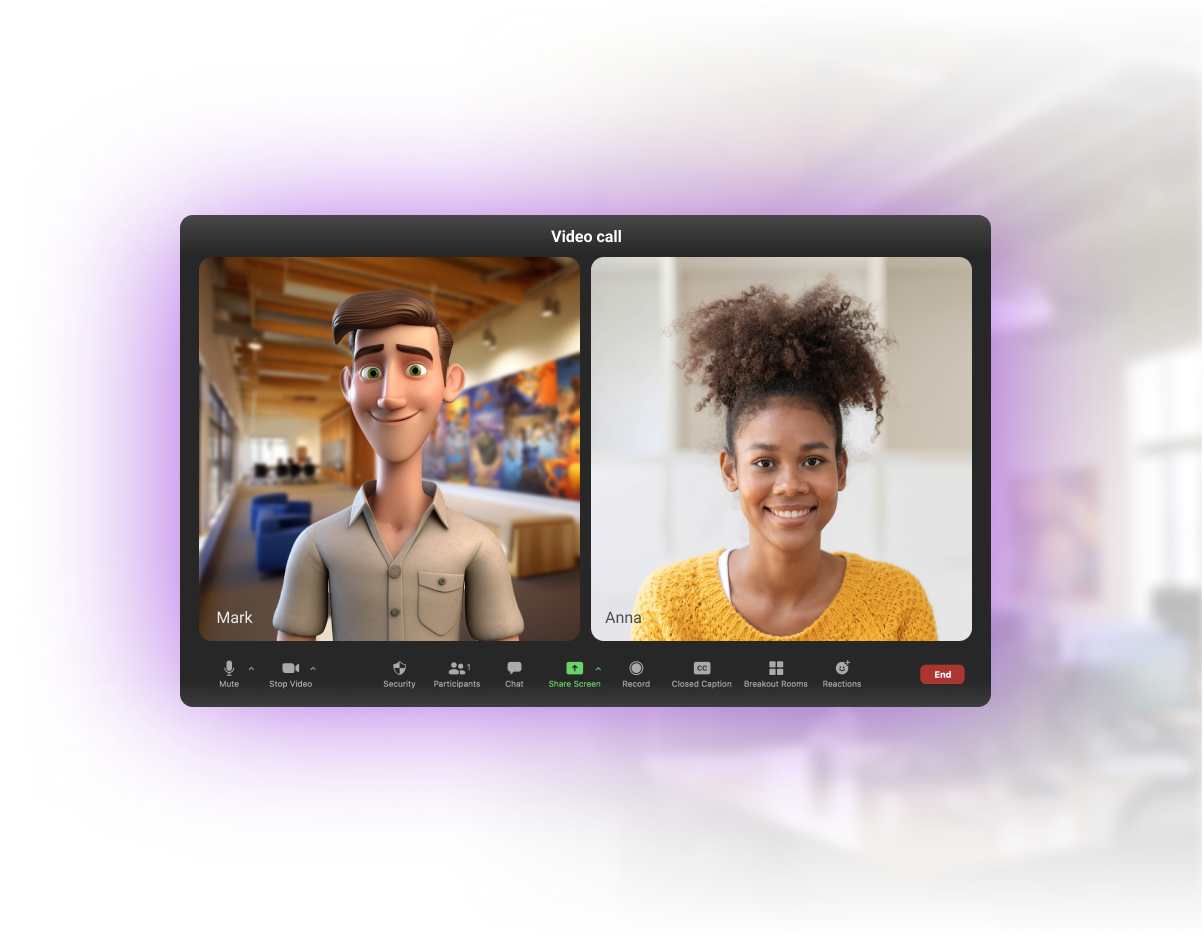 Video call
Mark
Anna
1
Mute
Stop Video
Security
Participants
Chat
Share Screen
Record
CC
Closed Caption
Breakout Rooms
Reactions
End